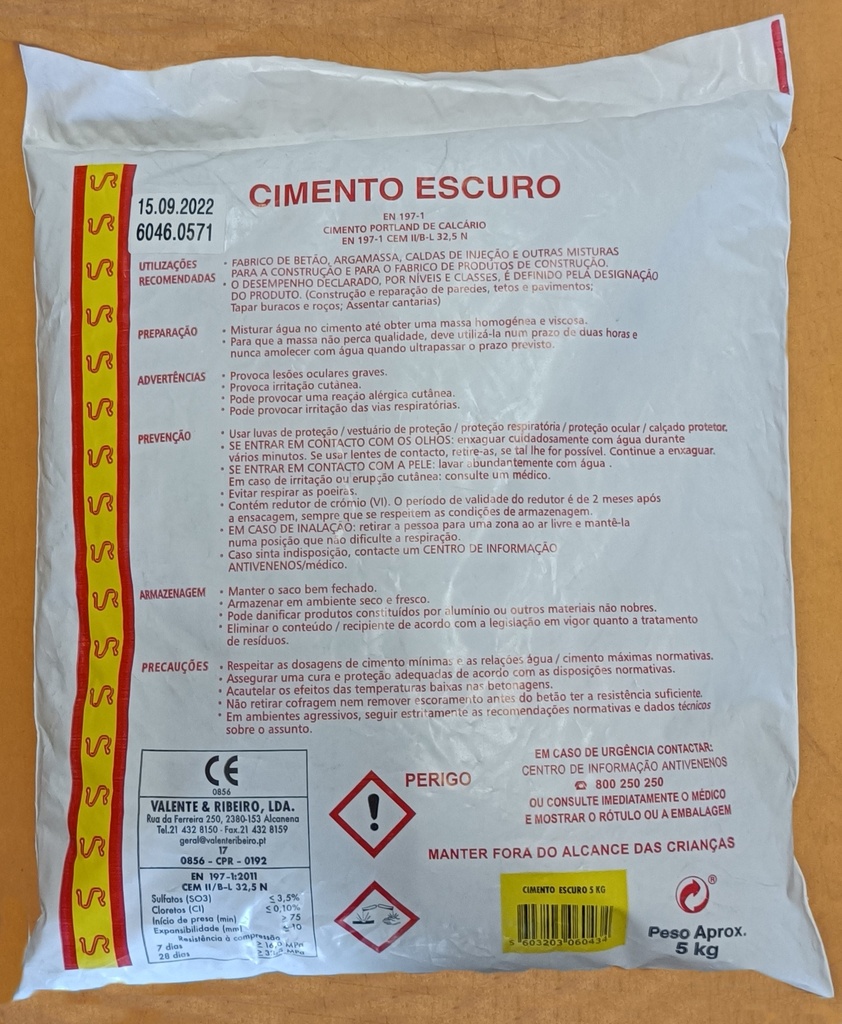 15.09.2022
6046.0571
CIMENTO ESCURO
EN 197-1
CIMENTO PORTLAND DE CALCÁRIO
EN 197-1 CEM II/B-L 32,5 N
UTILIZAÇÕES
RECOMENDADAS
• FABRICO DE BETÃO, ARGAMASSA, CALDAS DE INJEÇÃO E OUTRAS MISTURAS
PARA A CONSTRUÇÃO E PARA O FABRICO DE PRODUTOS DE CONSTRUÇÃO.
• O DESEMPENHO DECLARADO, POR NÍVEIS E CLASSES, É DEFINIDO PELA DESIGNAÇÃO
DO PRODUTO. (Construção e reparação de paredes, tetos e pavimentos;
Tapar buracos e roços; Assentar cantarias)
PREPARAÇÃO
• Misturar água no cimento até obter uma massa homogénea e viscosa.
• Para que a massa não perca qualidade, deve utilizá-la num prazo de duas horas e
nunca amolecer com água quando ultrapassar o prazo previsto.
ADVERTÊNCIAS
• Provoca lesões oculares graves.
• Provoca irritação cutânea.
• Pode provocar uma reação alérgica cutânea.
• Pode provocar irritação das vias respiratórias.
PREVENÇÃO
• Usar luvas de proteção / vestuário de proteção / proteção respiratória / proteção ocular / calçado protetor.
• SE ENTRAR EM CONTACTO COM OS OLHOS: enxaguar cuidadosamente com água durante
vários minutos. Se usar lentes de contacto, retire-as, se tal lhe for possível. Continue a enxaguar.
• SE ENTRAR EM CONTACTO COM A PELE: lavar abundantemente com água .
Em caso de irritação ou erupção cutânea: consulte um médico.
• Evitar respirar as poeiras.
• Contém redutor de crómio (VI). O período de validade do redutor é de 2 meses após
a ensacagem, sempre que se respeitem as condições de armazenagem.
• EM CASO DE INALAÇÃO: retirar a pessoa para uma zona ao ar livre e mantê-la
numa posição que não dificulte a respiração.
• Caso sinta indisposição, contacte um CENTRO DE INFORMAÇÃO
ANTIVENENOS/médico.
ARMAZENAGEM
• Manter o saco bem fechado.
• Armazenar em ambiente seco e fresco.
• Pode danificar produtos constituídos por alumínio ou outros materiais não nobres.
• Eliminar o conteúdo / recipiente de acordo com a legislação em vigor quanto a tratamento
de resíduos.
PRECAUÇÕES
• Respeitar as dosagens de cimento mínimas e as relações água / cimento máximas normativas.
• Assegurar uma cura e proteção adequadas de acordo com as disposições normativas.
• Acautelar os efeitos das temperaturas baixas nas betonagens.
• Não retirar cofragem nem remover escoramento antes do betão ter a resistência suficiente.
• Em ambientes agressivos, seguir estritamente as recomendações normativas e dados técnicos
sobre o assunto.
CE
0856
VALENTE & RIBEIRO, LDA.
Rua da Ferreira 250, 2380-153 Alcanena
Tel.21 432 8150 - Fax.21 432 8159
geral@valenteribeiro.pt
17
0856 - CPR - 0192
EN 197-1:2011
CEM II/B-L 32,5 N
Sulfatos (SO3) ≤ 3,5%
Cloretos (Cl) ≤ 0,10%
Início de presa (min) ≥ 75
Expansibilidade (mm) ≤ 10
Resistência à compressão
7 dias ≥ 16,0 MPa
28 dias
PERIGO
EM CASO DE URGÊNCIA CONTACTAR:
CENTRO DE INFORMAÇÃO ANTIVENENOS
☎ 800 250 250
OU CONSULTE IMEDIATAMENTE O MÉDICO
E MOSTRAR O RÓTULO OU A EMBALAGEM
MANTER FORA DO ALCANCE DAS CRIANÇAS
CIMENTO ESCURO 5 KG
5 603203 060434
®
Peso Aprox.
5 kg